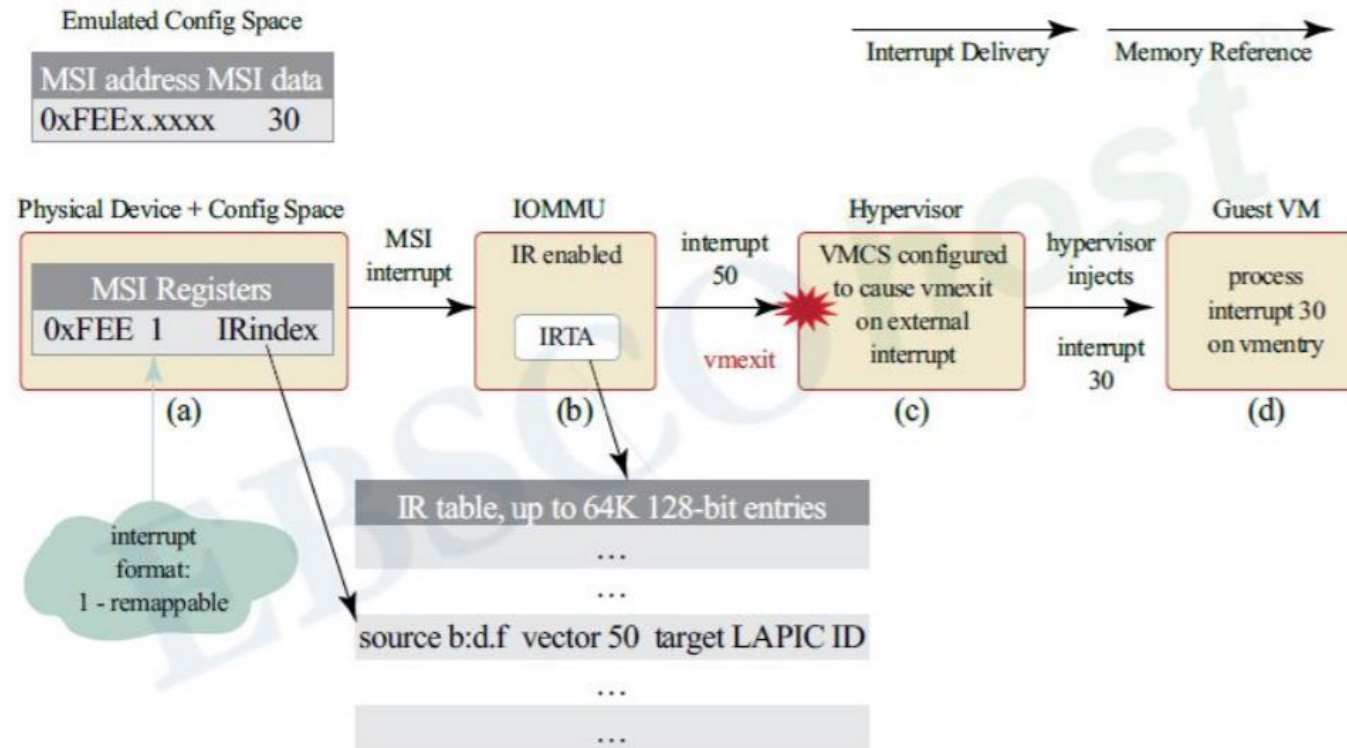 Emulated Config Space
MSI address MSI data
0xFEEx.xxxx 30
Interrupt Delivery
Memory Reference
Physical Device + Config Space
MSI Registers
0xFEE 1 IRindex
(a)
MSI
interrupt
IOMMU
IR enabled
IRTA
(b)
interrupt
50
vmexit
Hypervisor
VMCS configured
to cause vmexit
on external
interrupt
(c)
hypervisor
injects
interrupt
30
Guest VM
process
interrupt 30
on vmentry
(d)
interrupt
format:
1 - remappable
IR table, up to 64K 128-bit entries
...
...
source b:d.f vector 50 target LAPIC ID
...
...
EBSCOhost